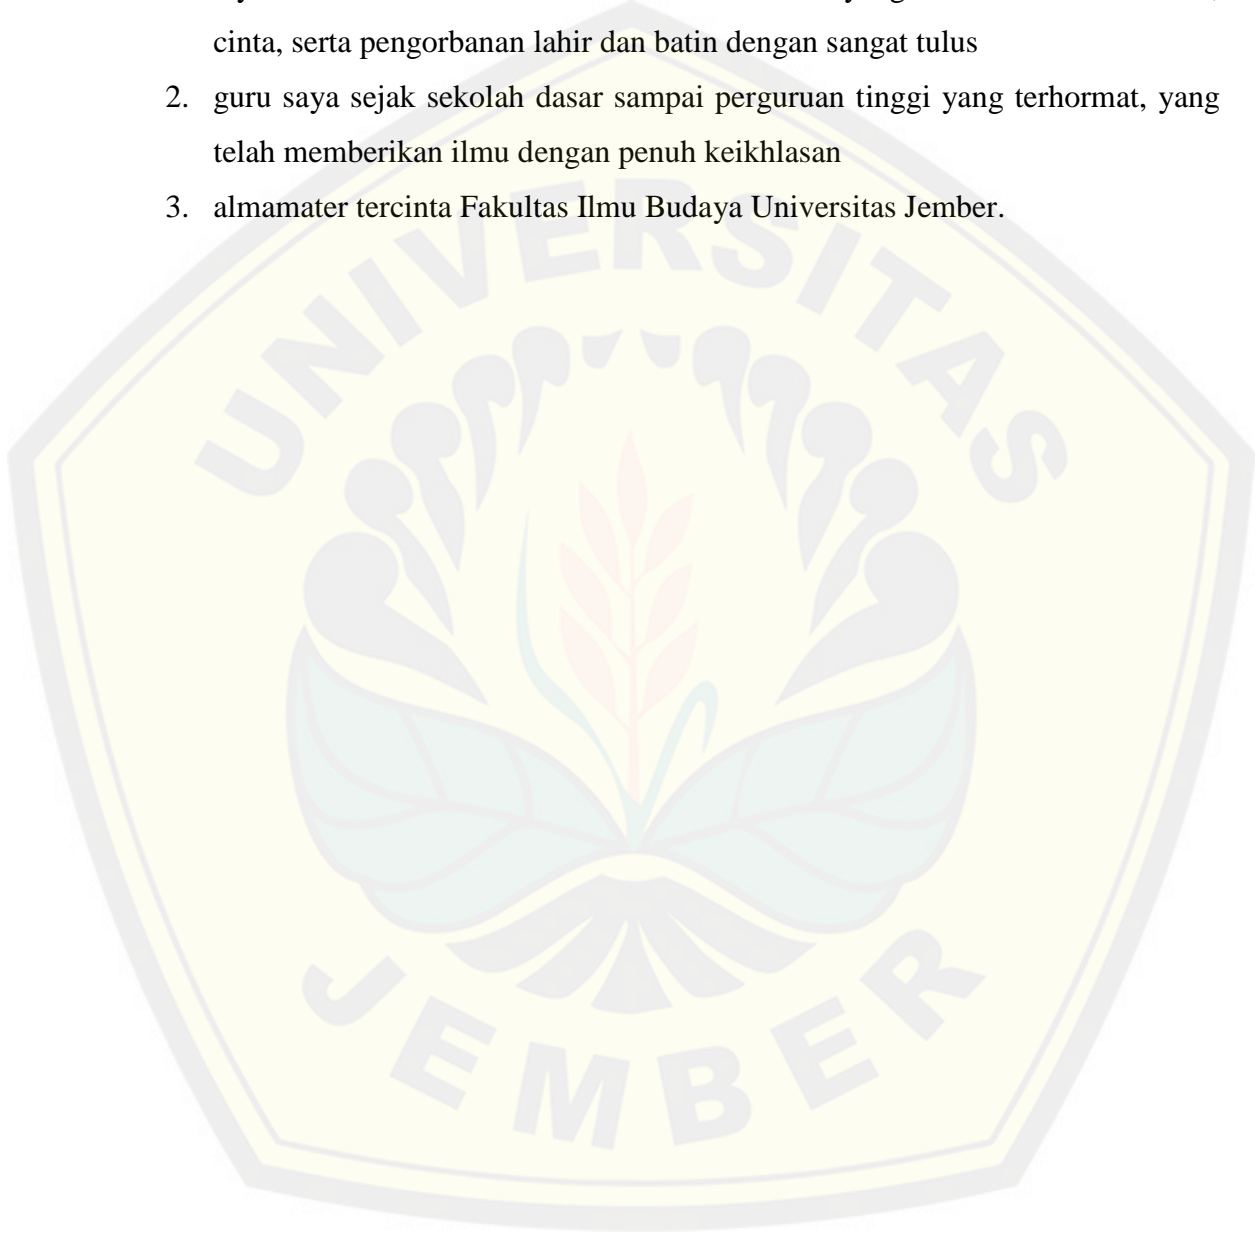 cinta, serta pengorbanan lahir dan batin dengan sangat tulus
2. guru saya sejak sekolah dasar sampai perguruan tinggi yang terhormat, yang
telah memberikan ilmu dengan penuh keikhlasan
3. almamater tercinta Fakultas Ilmu Budaya Universitas Jember.
UNIVERSITAS
JEMBER